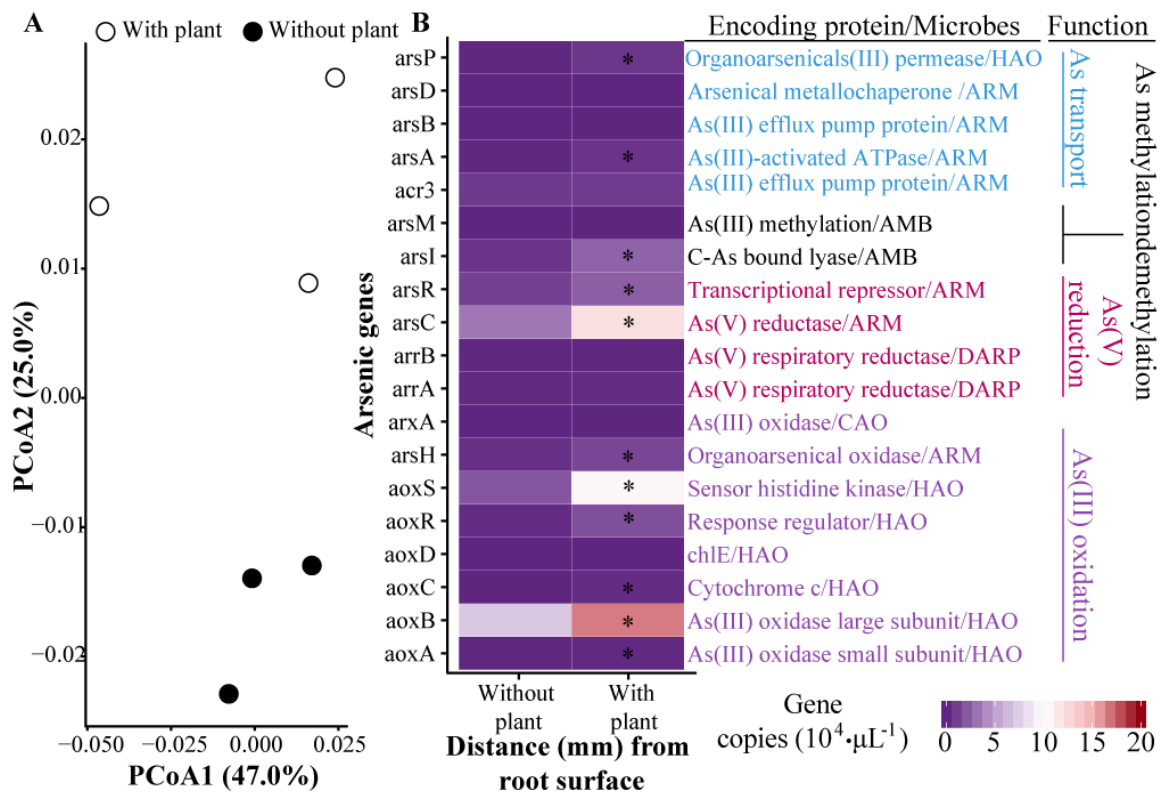 A
With plant
Without plant
PCoA2 (25.0%)
0.02
0.01
0.00
−0.01
−0.02
−0.050
−0.025
0.000
0.025
PCoA1 (47.0%)
B
Encoding protein/Microbes
Function
Arsenic genes
arsP * Organoarsenicals(III) permease/HAO
arsD Arsenical metallochaperone /ARM
arsB As(III) efflux pump protein/ARM
arsA * As(III)-activated ATPase/ARM
acr3 As(III) efflux pump protein/ARM
arsM As(III) methylation/AMB
arsI * C-As bound lyase/AMB
arsR * Transcriptional repressor/ARM
arsC * As(V) reductase/ARM
arrB As(V) respiratory reductase/DARP
arrA As(V) respiratory reductase/DARP
arxA As(III) oxidase/CAO
arsH * Organoarsenical oxidase/ARM
aoxS * Sensor histidine kinase/HAO
aoxR * Response regulator/HAO
aoxD chlE/HAO
aoxC * Cytochrome c/HAO
aoxB * As(III) oxidase large subunit/HAO
aoxA * As(III) oxidase small subunit/HAO
As transport
As methylationdemethylation
As(V)
reduction
As(III) oxidation
Without
plant
With
plant
Distance (mm) from
root surface
Gene
copies (10⁴·μL⁻¹)
0 5 10 15 20